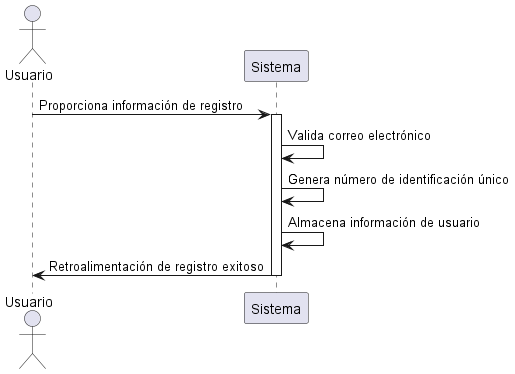 Usuario
Sistema
Proporciona información de registro
Valida correo electrónico
Genera número de identificación único
Almacena información de usuario
Retroalimentación de registro exitoso
Usuario
Sistema